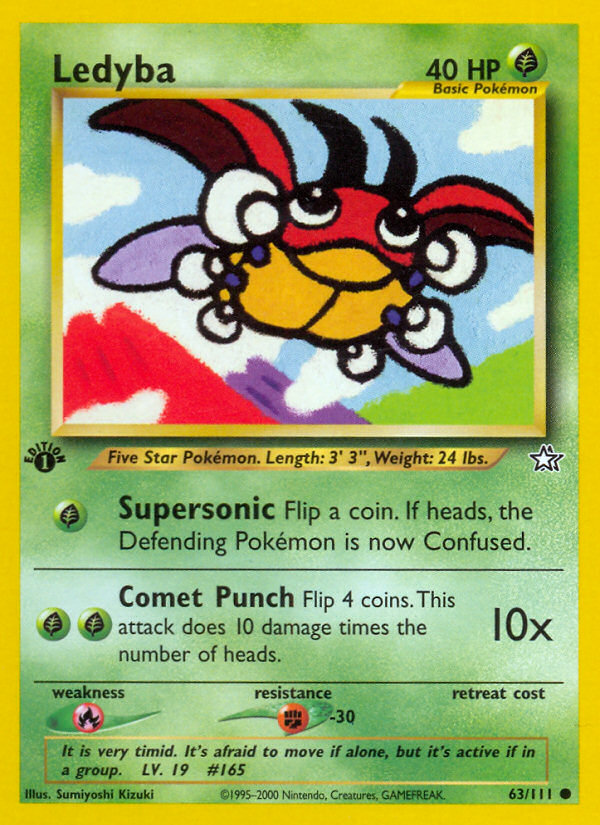 Ledyba
40 HP
Basic Pokémon
EDITION
1
Five Star Pokémon. Length: 3' 3", Weight: 24 lbs.
Supersonic Flip a coin. If heads, the
Defending Pokémon is now Confused.
Comet Punch Flip 4 coins. This
attack does 10 damage times the
number of heads.
10x
weakness
resistance
retreat cost
-30
It is very timid. It's afraid to move if alone, but it's active if in
a group. LV. 19 #165
Illus. Sumiyoshi Kizuki
©1995–2000 Nintendo, Creatures, GAMEFREAK.
63/111